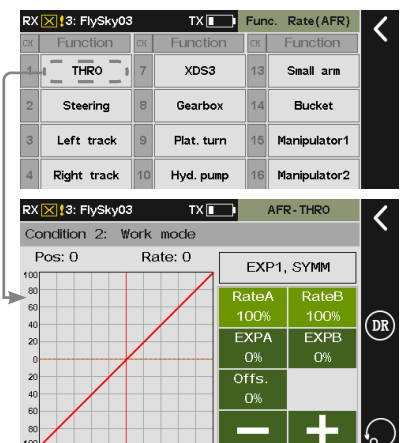 RX !3: FlySky03 TX Func. Rate(AFR)
CH Function CH Function CH Function
1 THRO 7 XDS3 13 Small arm
2 Steering 8 Gearbox 14 Bucket
3 Left track 9 Plat. turn 15 Manipulator1
4 Right track 10 Hyd. pump 16 Manipulator2
RX !3: FlySky03 TX AFR-THRO
Condition 2: Work mode
Pos: 0 Rate: 0 EXP1, SYMM
100
80
60
40
20
0
20
40
60
80
100
RateA RateB
100% 100%
EXPA EXPB
0% 0%
Offs.
0%
− +
DR